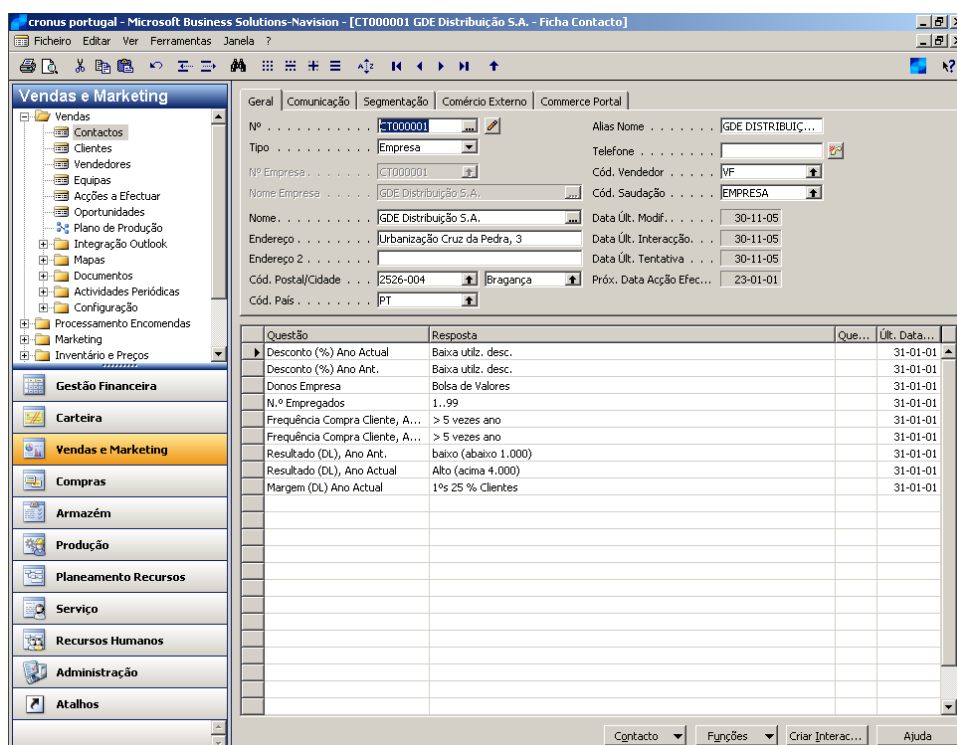 cronus portugal - Microsoft Business Solutions-Navision - [CT000001 GDE Distribuição S.A. - Ficha Contacto]
Ficheiro Editar Ver Ferramentas Janela ?
Vendas e Marketing
Vendas
Contactos
Clientes
Vendedores
Equipas
Acções a Efectuar
Oportunidades
Plano de Produção
Integração Outlook
Mapas
Documentos
Actividades Periódicas
Configuração
Processamento Encomendas
Marketing
Inventário e Preços
Gestão Financeira
Carteira
Vendas e Marketing
Compras
Armazém
Produção
Planeamento Recursos
Serviço
Recursos Humanos
Administração
Atalhos
Geral Comunicação Segmentação Comércio Externo Commerce Portal
Nº . . . . . . . . . . . CT000001 ...
Tipo . . . . . . . . . . Empresa
Nº Empresa . . . . . . . CT000001
Nome Empresa . . . . . GDE Distribuição S.A. ...
Nome. . . . . . . . . . . GDE Distribuição S.A. ...
Endereço . . . . . . . . Urbanização Cruz da Pedra, 3
Endereço 2 . . . . . . .
Cód. Postal/Cidade . . . 2526-004 Bragança
Cód. País. . . . . . . . PT
Alias Nome . . . . . . . GDE DISTRIBUIÇ...
Telefone . . . . . . . .
Cód. Vendedor . . . . . VF
Cód. Saudação . . . . . EMPRESA
Data Últ. Modif. . . . . 30-11-05
Data Últ. Interacção. . . 30-11-05
Data Últ. Tentativa . . . 30-11-05
Próx. Data Acção Efec... 23-01-01
Questão Resposta Que... Últ. Data...
Desconto (%) Ano Actual Baixa utilz. desc. 31-01-01
Desconto (%) Ano Ant. Baixa utilz. desc. 31-01-01
Donos Empresa Bolsa de Valores 31-01-01
N.º Empregados 1..99 31-01-01
Frequência Compra Cliente, A... > 5 vezes ano 31-01-01
Frequência Compra Cliente, A... > 5 vezes ano 31-01-01
Resultado (DL), Ano Ant. baixo (abaixo 1.000) 31-01-01
Resultado (DL), Ano Actual Alto (acima 4.000) 31-01-01
Margem (DL) Ano Actual 1ºs 25 % Clientes 31-01-01
Contacto Funções Criar Interac... Ajuda